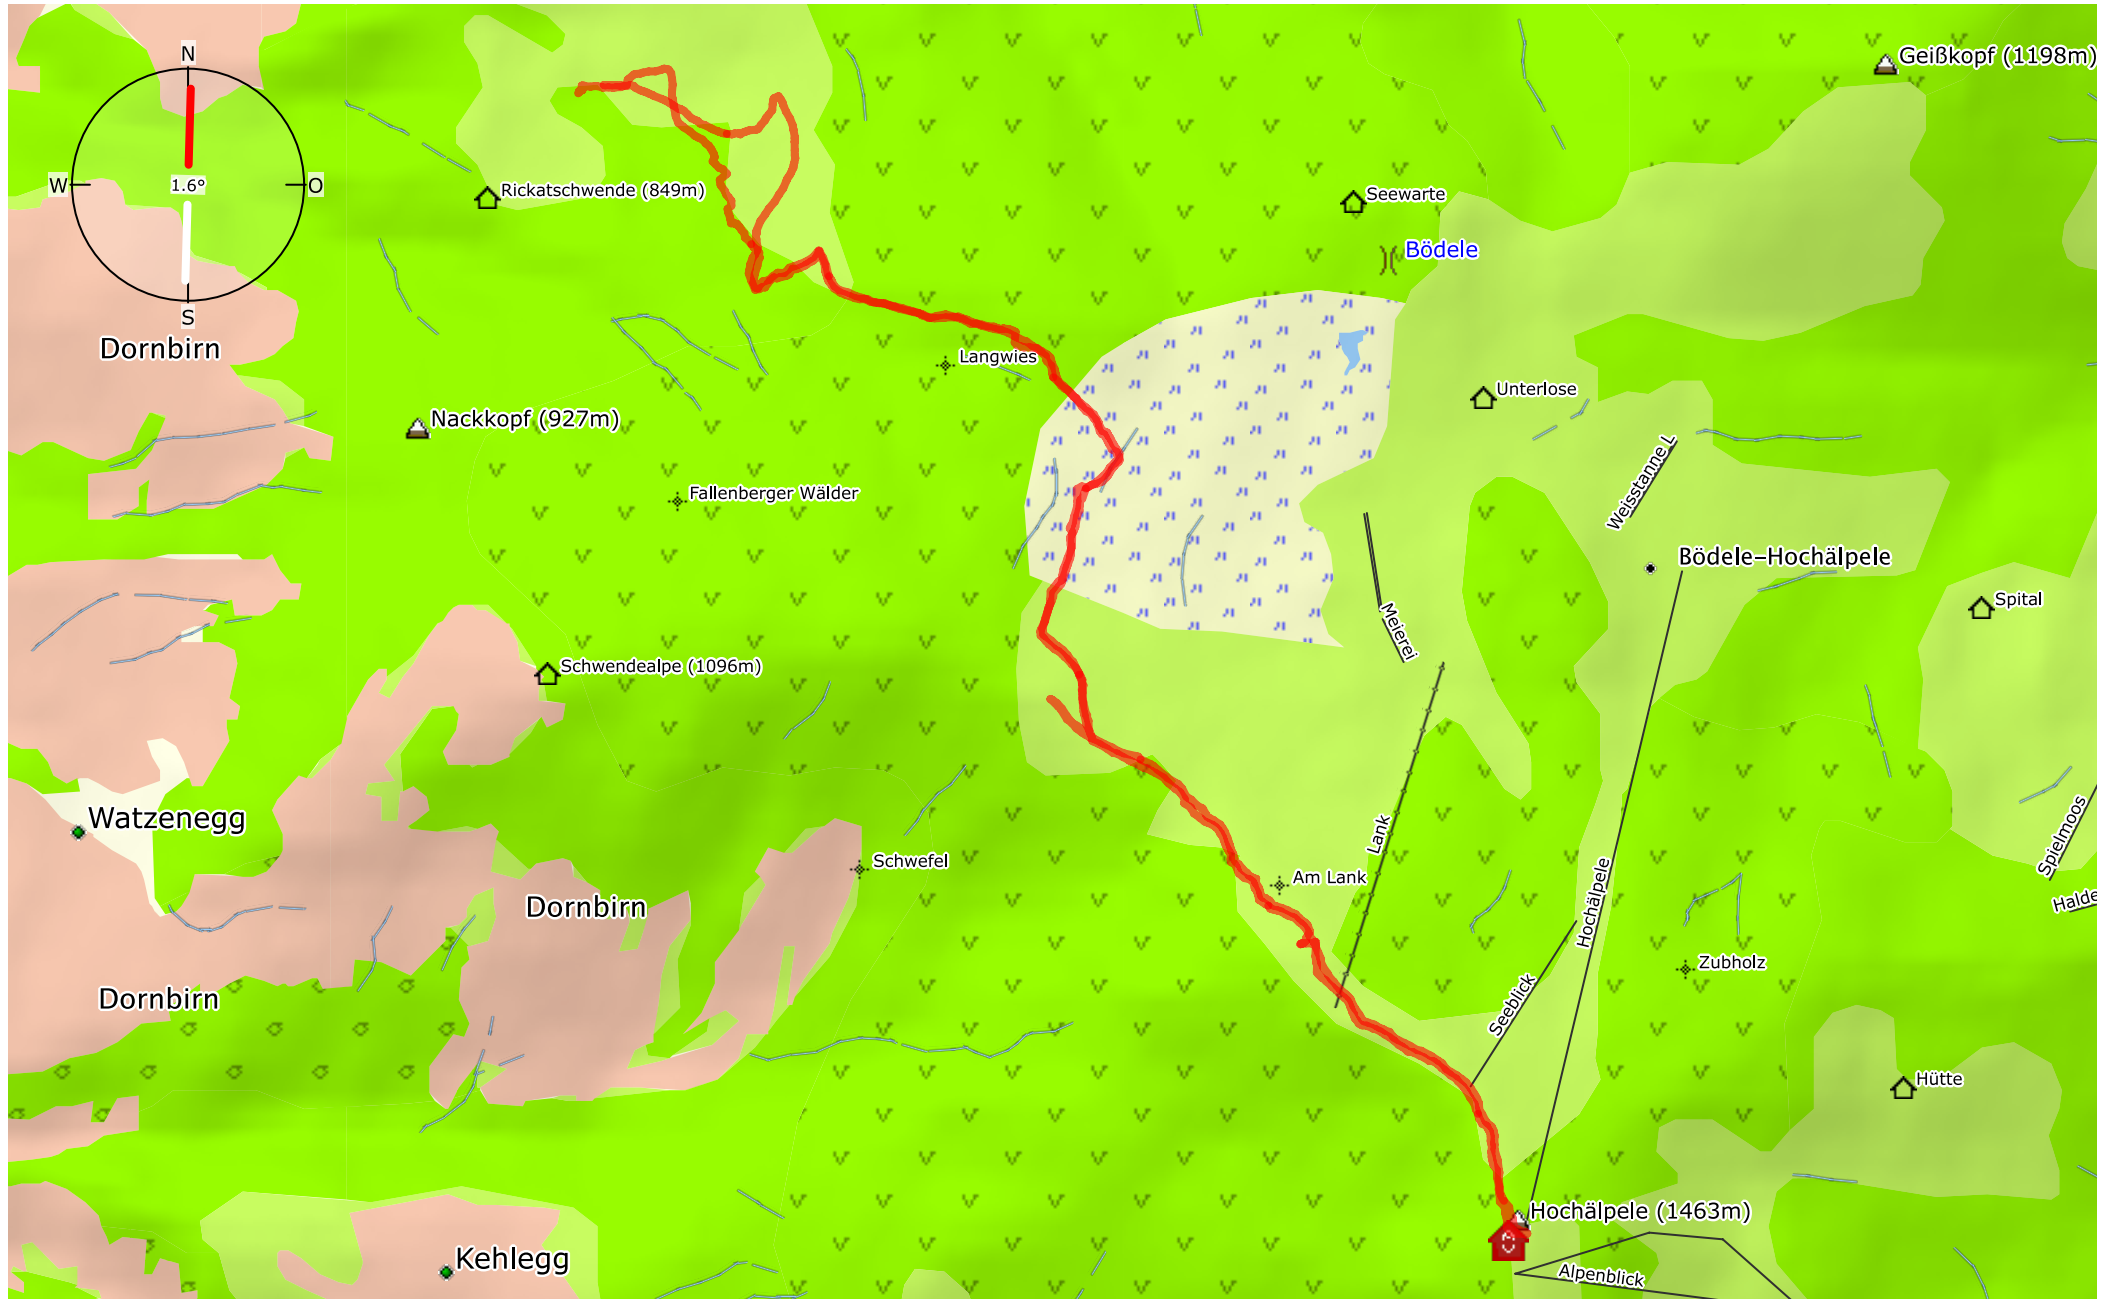 N
Geißkopf (1198m)
W
1.6°
O
Rickatschwende (849m)
Seewarte
Bödele
S
Dornbirn
Langwies
Unterlose
Nackkopf (927m)
Weisstanne L
Fallenberger Wälder
Bödele-Hochälpele
Spital
Meierei
Schwendealpe (1096m)
Watzenegg
Lank
Spielmoos
Schwefel
Am Lank
Hochälpele
Halde
Dornbirn
Zubholz
Dornbirn
Seeblick
Hütte
Hochälpele (1463m)
Kehlegg
Alpenblick